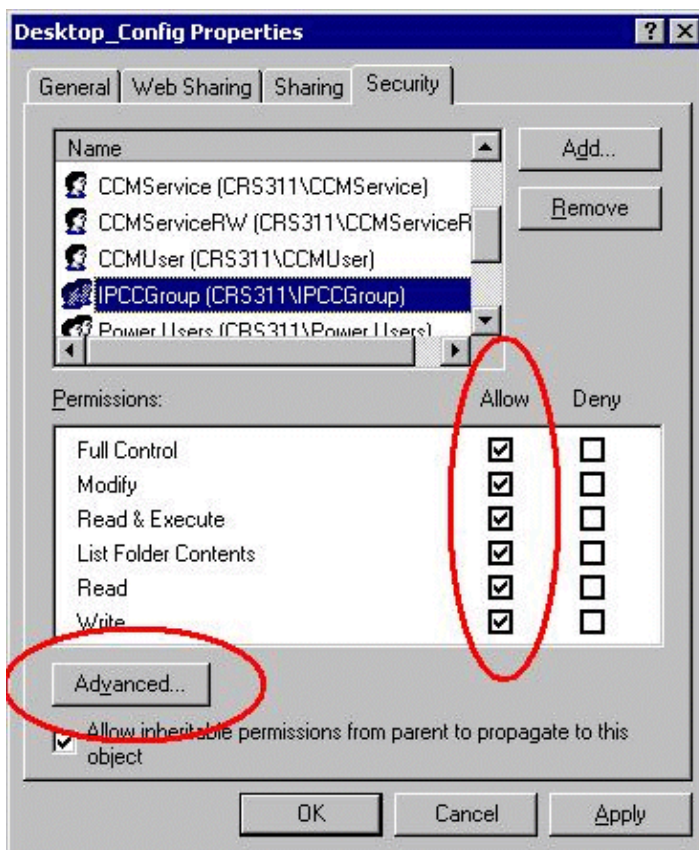 Desktop_Config Properties
General Web Sharing Sharing Security
Name
Add...
CCMService (CRS311\CCMService)
Remove
CCMServiceRW (CRS311\CCMServiceR
CCMUser (CRS311\CCMUser)
IPCCGroup (CRS311\IPCCGroup)
Power Users (CRS311\Power Users)
Permissions: Allow Deny
Full Control
Modify
Read & Execute
List Folder Contents
Read
Write
Advanced...
Allow inheritable permissions from parent to propagate to this
object
OK Cancel Apply